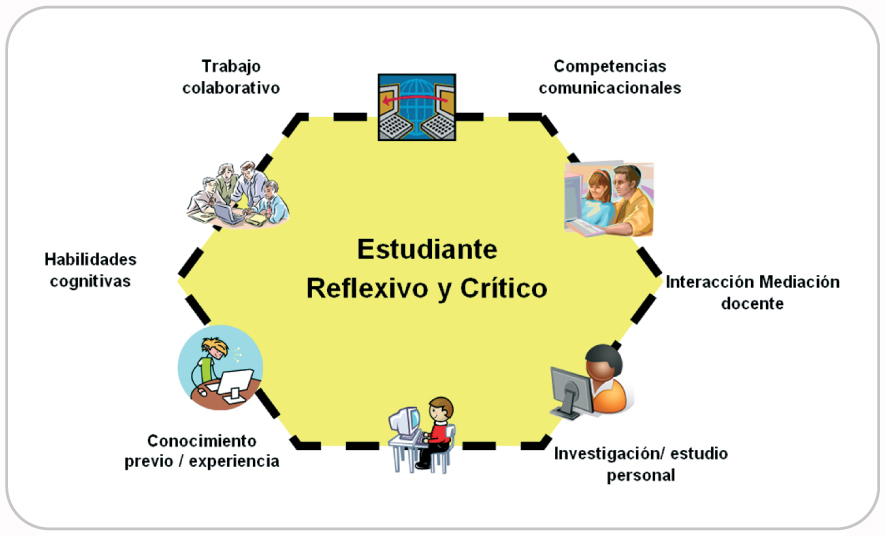 Trabajo
colaborativo
Competencias
comunicacionales
Estudiante
Reflexivo y Crítico
Habilidades
cognitivas
Interacción Mediación
docente
Conocimiento
previo / experiencia
Investigación/ estudio
personal